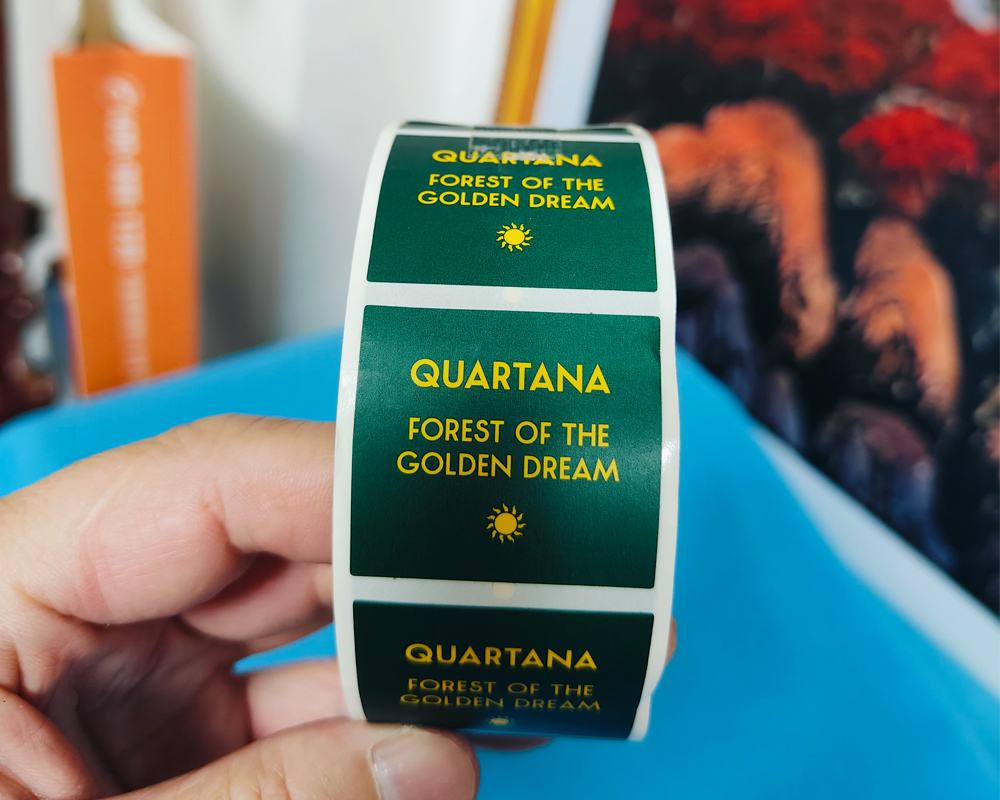 QUARTANA
FOREST OF THE
GOLDEN DREAM
QUARTANA
FOREST OF THE
GOLDEN DREAM
QUARTANA
FOREST OF THE
GOLDEN DREAM